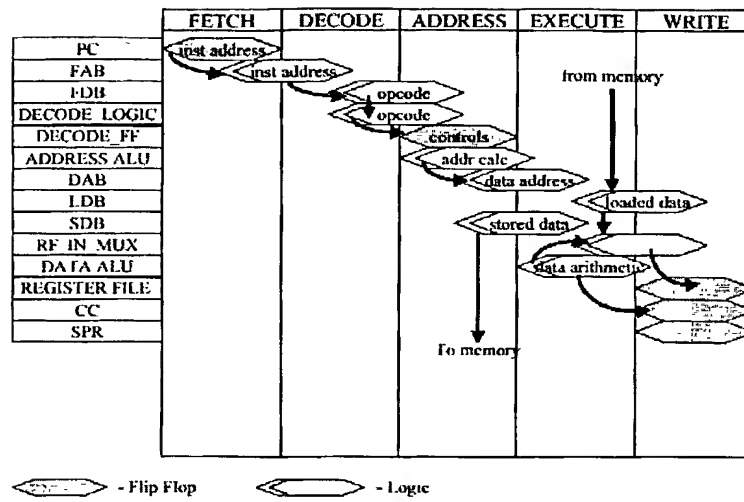 FETCH DECODE ADDRESS EXECUTE WRITE
PC inst address
FAB inst address from memory
FDB opcode
DECODE_LOGIC opcode
DECODE_FF controls
ADDRESS ALU addr calc
DAB data address
LDB loaded data
SDB stored data
RF_IN_MUX
DATA ALU data arithmetic
REGISTER FILE
CC
SPR
To memory
- Flip Flop - Logic